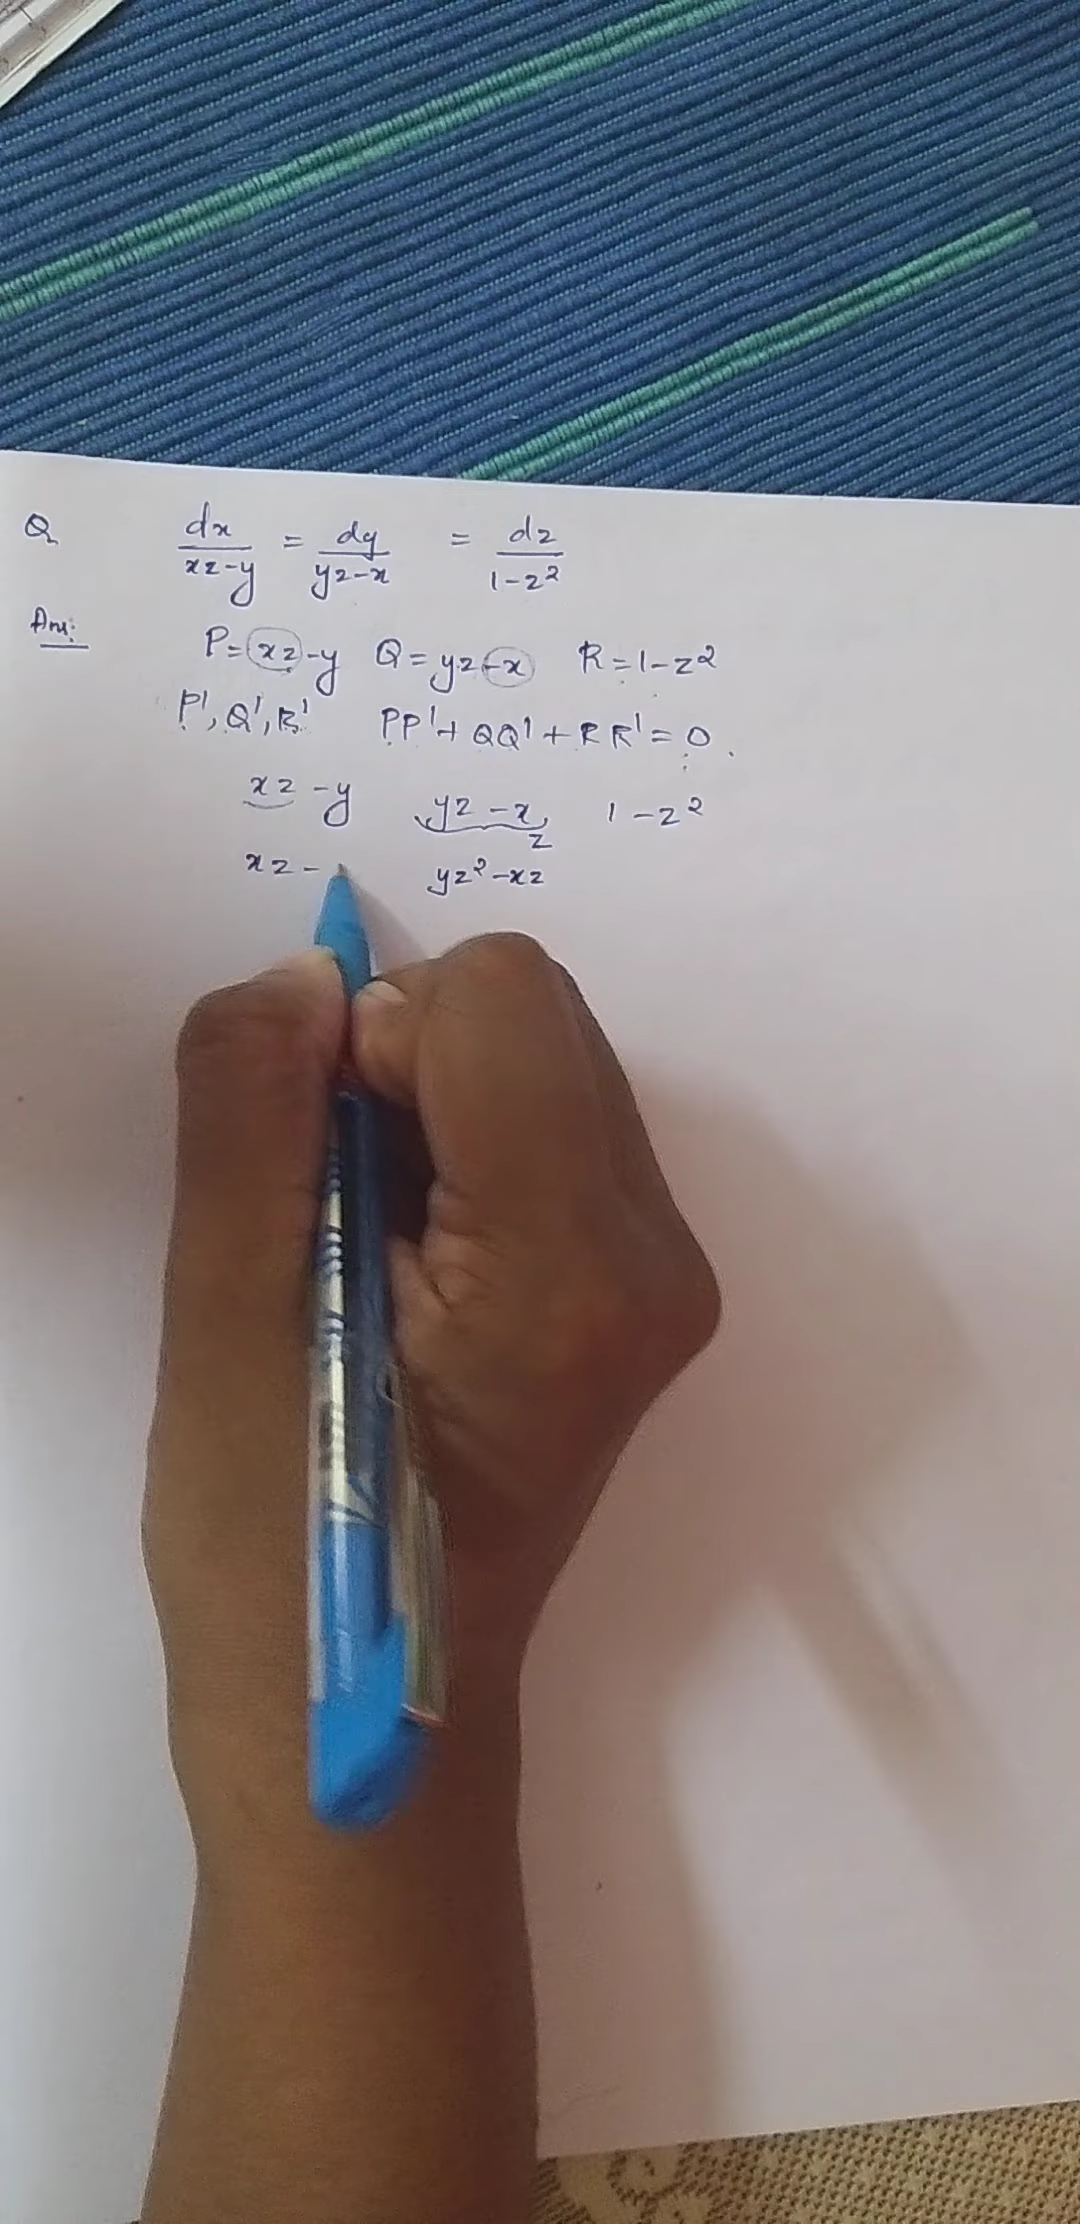 Q dx/xz-y = dy/yz-x = dz/1-z²
Ans: P=xz-y Q=yz-x R=1-z²
P', Q', R' PP'+QQ'+RR'=0.
xz-y yz-x z 1-z²
xz- yz²-xz